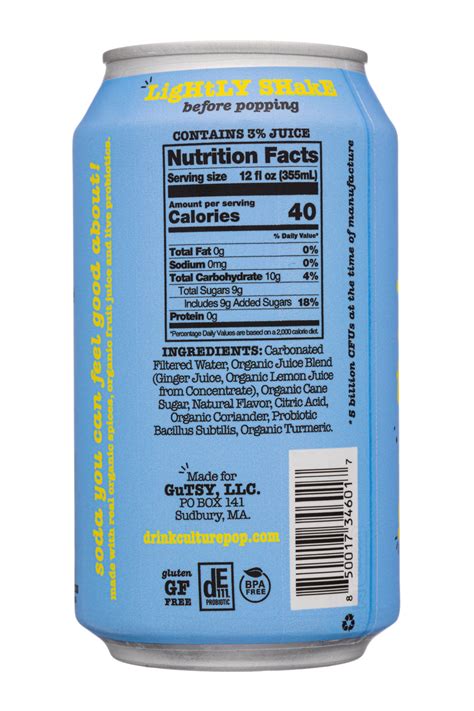 LigHtLY SHakE
before popping
CONTAINS 3% JUICE
Nutrition Facts
Serving size 12 fl oz (355mL)
Amount per serving
Calories 40
% Daily Value*
Total Fat 0g 0%
Sodium 0mg 0%
Total Carbohydrate 10g 4%
Total Sugars 9g
Includes 9g Added Sugars 18%
Protein 0g
*Percentage Daily Values are based on a 2,000 calorie diet.
INGREDIENTS: Carbonated
Filtered Water, Organic Juice Blend
(Ginger Juice, Organic Lemon Juice
from Concentrate), Organic Cane
Sugar, Natural Flavor, Citric Acid,
Organic Coriander, Probiotic
Bacillus Subtilis, Organic Turmeric.
Made for
GuTSY, LLC.
PO BOX 141
Sudbury, MA.
drinkculturepop.com
gluten
GF
FREE
dEm.
PROBIOTIC
BPA
FREE
soda you can feel good about!
made with real organic spices, organic fruit juice and live probiotics.
*5 billion CFUs at the time of manufacture
8 50017 34601 7